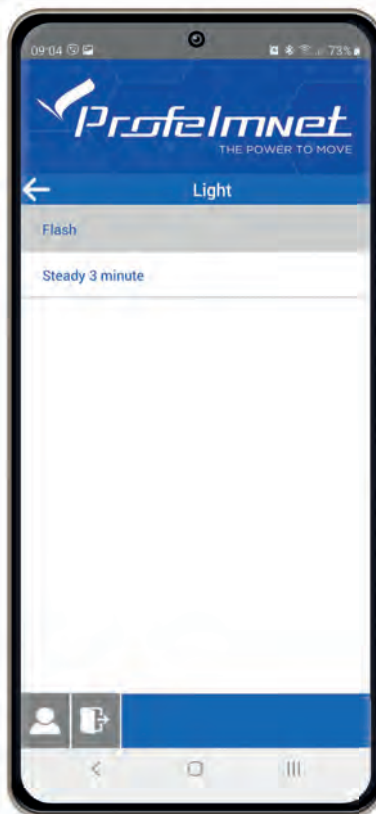 09:04
73%
Profelmnet
THE POWER TO MOVE
Light
Flash
Steady 3 minute